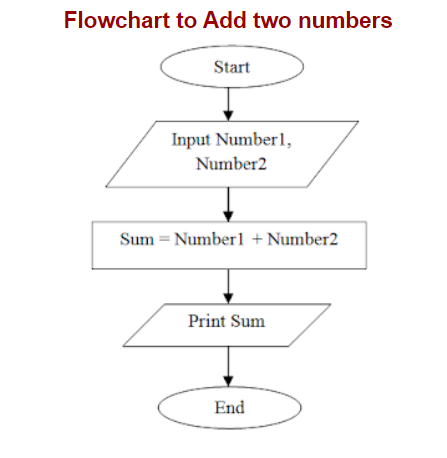 Flowchart to Add two numbers
Start
Input Number1,
Number2
Sum = Number1 + Number2
Print Sum
End